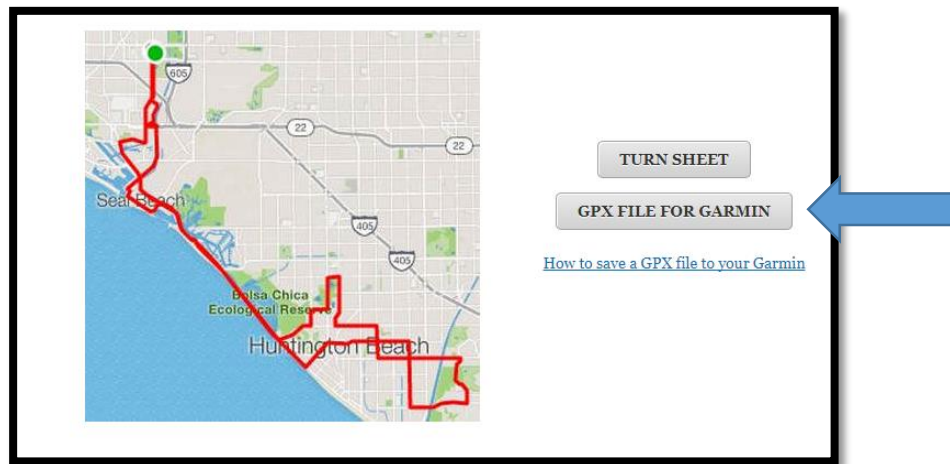 605
22
22
Seal Beach
405
405
Bolsa Chica
Ecological Reserve
Huntington Beach
TURN SHEET
GPX FILE FOR GARMIN
How to save a GPX file to your Garmin